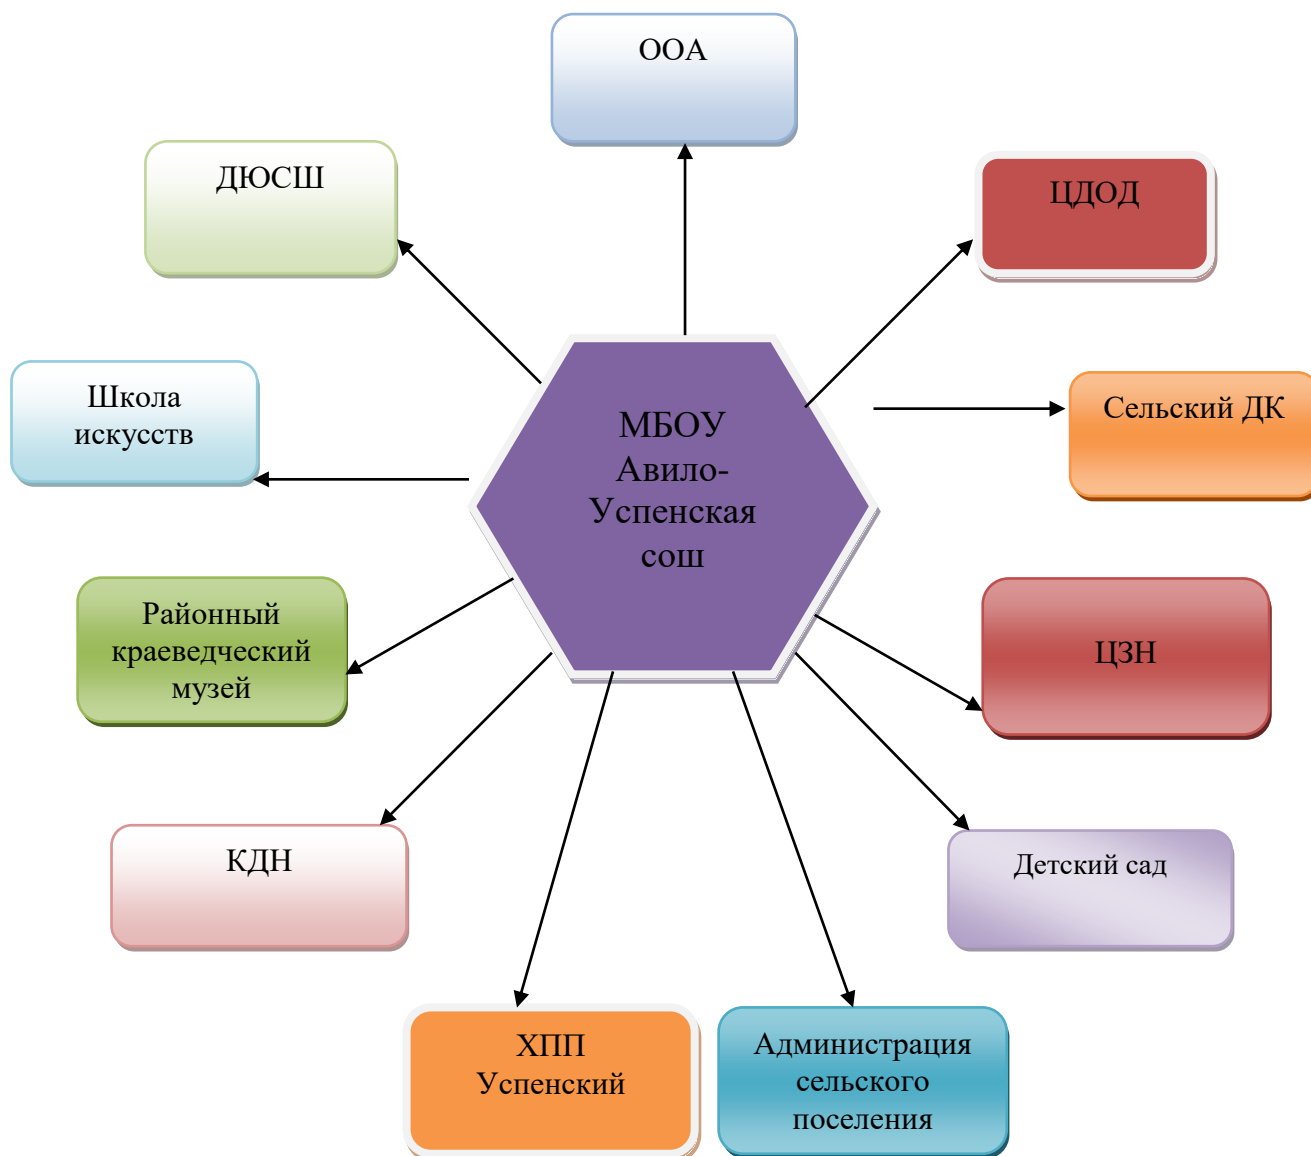 ООА
ДЮСШ
ЦДОД
Школа
искусств
Сельский ДК
МБОУ
Авило-
Успенская
сош
Районный
краеведческий
музей
ЦЗН
КДН
Детский сад
ХПП
Успенский
Администрация
сельского
поселения